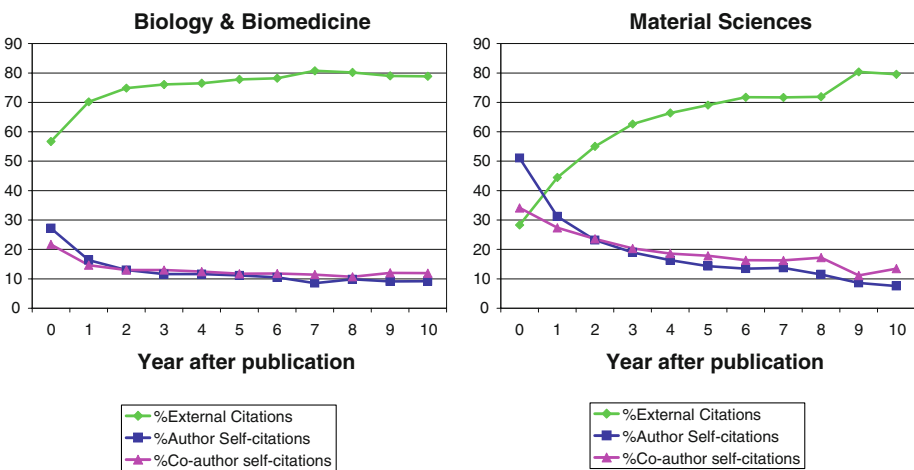 Biology & Biomedicine
90
80
70
60
50
40
30
20
10
0
0 1 2 3 4 5 6 7 8 9 10
Year after publication
%External Citations
%Author Self-citations
%Co-author self-citations
Material Sciences
90
80
70
60
50
40
30
20
10
0
0 1 2 3 4 5 6 7 8 9 10
Year after publication
%External Citations
%Author Self-citations
%Co-author self-citations